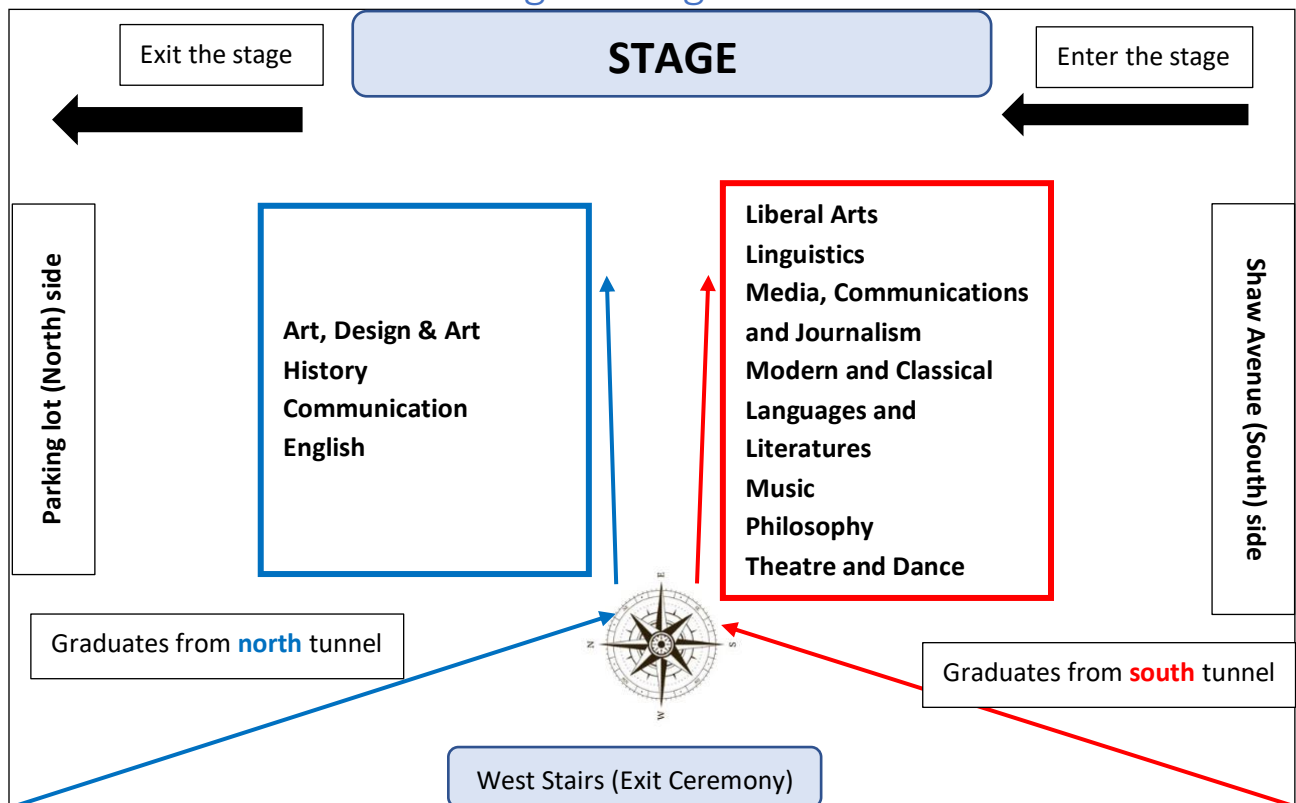 Exit the stage
STAGE
Enter the stage
Parking lot (North) side
Art, Design & Art
History
Communication
English
Liberal Arts
Linguistics
Media, Communications
and Journalism
Modern and Classical
Languages and
Literatures
Music
Philosophy
Theatre and Dance
Shaw Avenue (South) side
Graduates from north tunnel
E
N
S
W
Graduates from south tunnel
West Stairs (Exit Ceremony)